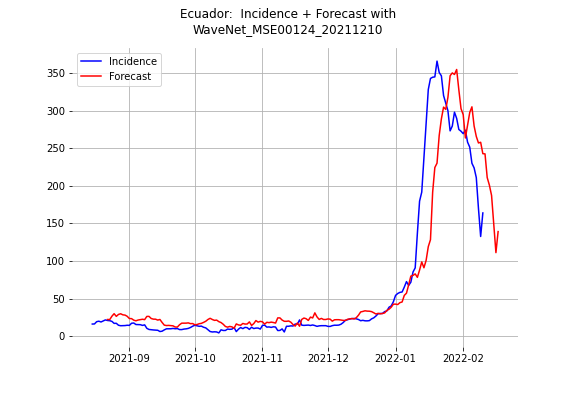 Ecuador:  Incidence + Forecast with
WaveNet_MSE00124_20211210
Incidence
Forecast
350
300
250
200
150
100
50
0
2021-09 2021-10 2021-11 2021-12 2022-01 2022-02